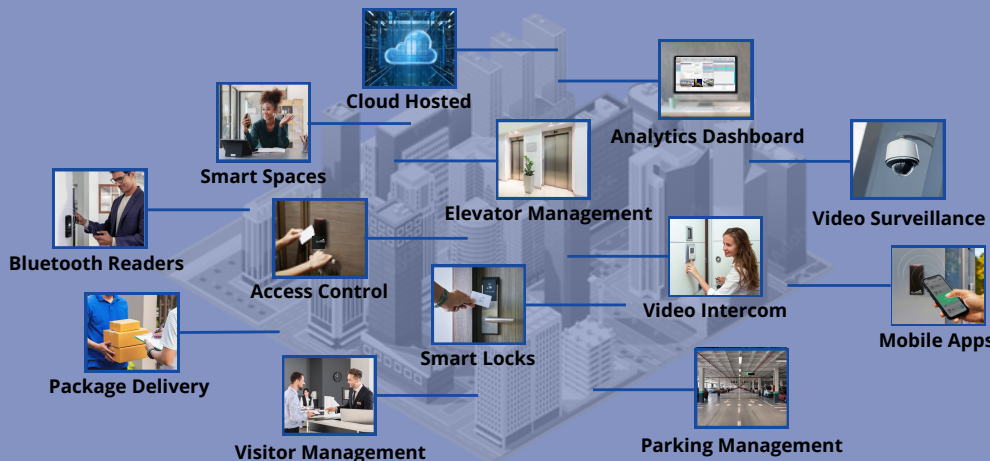 Cloud Hosted
Analytics Dashboard
Smart Spaces
Elevator Management
Video Surveillance
Bluetooth Readers
Access Control
Video Intercom
Mobile Apps
Smart Locks
Package Delivery
Visitor Management
Parking Management